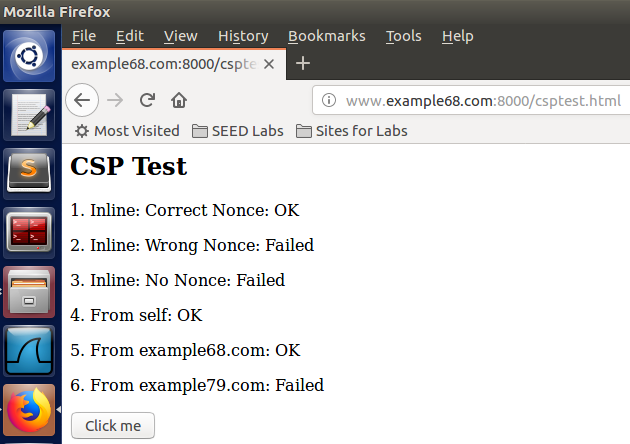 Mozilla Firefox
File Edit View History Bookmarks Tools Help
example68.com:8000/cspte
www.example68.com:8000/csptest.html
Most Visited SEED Labs Sites for Labs
CSP Test
1. Inline: Correct Nonce: OK
2. Inline: Wrong Nonce: Failed
3. Inline: No Nonce: Failed
4. From self: OK
5. From example68.com: OK
6. From example79.com: Failed
Click me